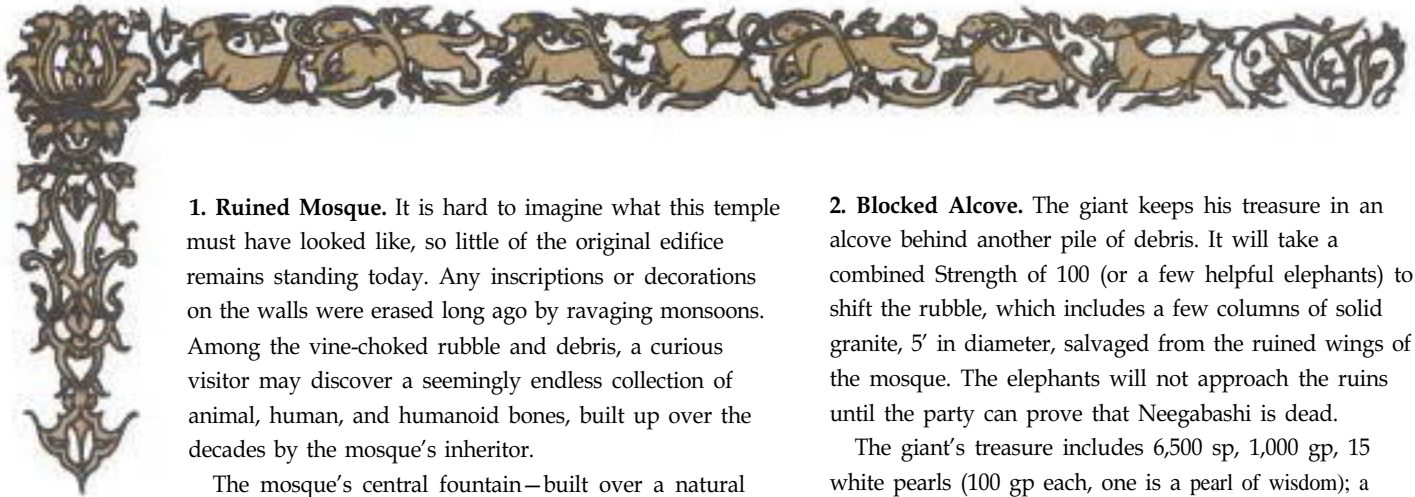 1. Ruined Mosque. It is hard to imagine what this temple
must have looked like, so little of the original edifice
remains standing today. Any inscriptions or decorations
on the walls were erased long ago by ravaging monsoons.
Among the vine-choked rubble and debris, a curious
visitor may discover a seemingly endless collection of
animal, human, and humanoid bones, built up over the
decades by the mosque's inheritor.
The mosque's central fountain—built over a natural
2. Blocked Alcove. The giant keeps his treasure in an
alcove behind another pile of debris. It will take a
combined Strength of 100 (or a few helpful elephants) to
shift the rubble, which includes a few columns of solid
granite, 5′ in diameter, salvaged from the ruined wings of
the mosque. The elephants will not approach the ruins
until the party can prove that Neegabashi is dead.
The giant's treasure includes 6,500 sp, 1,000 gp, 15
white pearls (100 gp each, one is a pearl of wisdom); a